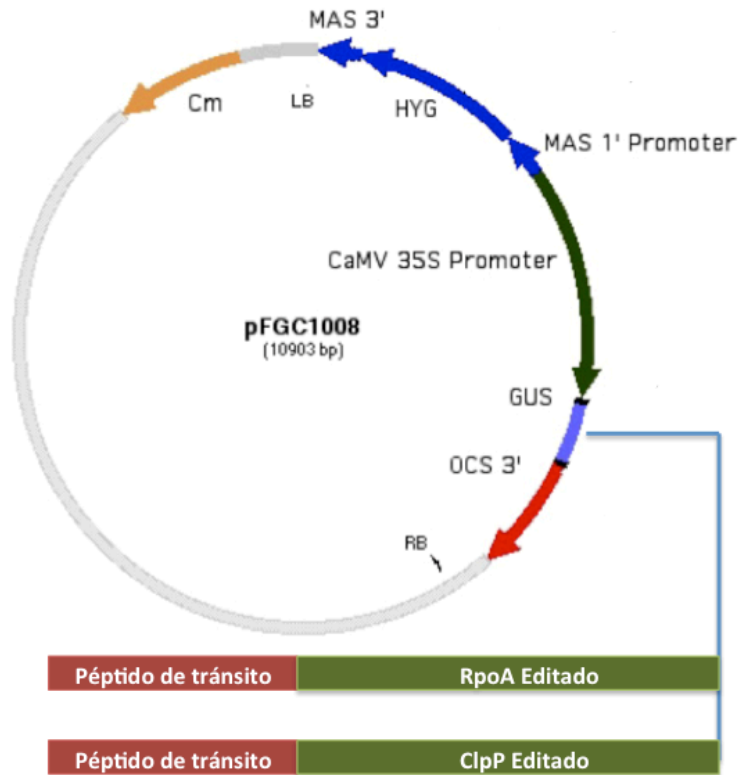 MAS 3'
Cm
LB
HYG
MAS 1' Promoter
CaMV 35S Promoter
pFGC1008
(10903 bp)
GUS
OCS 3'
RB
Péptido de tránsito RpoA Editado
Péptido de tránsito ClpP Editado